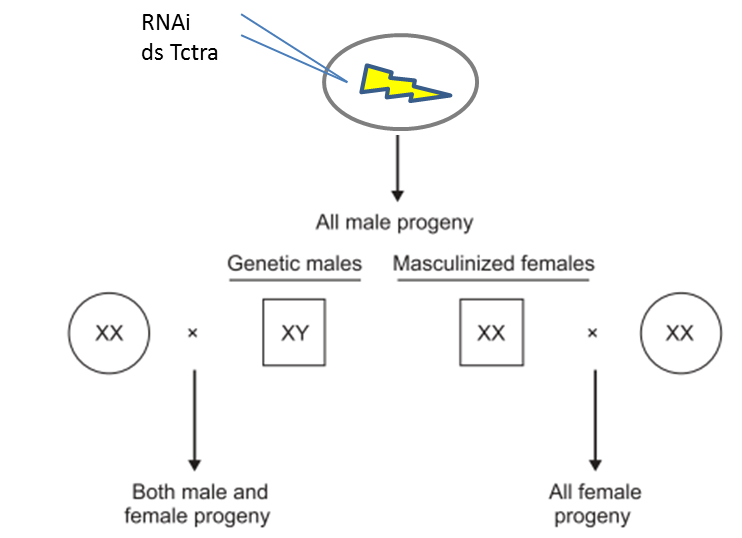 RNAi
ds Tctra
All male progeny
Genetic males
Masculinized females
XX
×
XY
XX
×
XX
Both male and
female progeny
All female
progeny